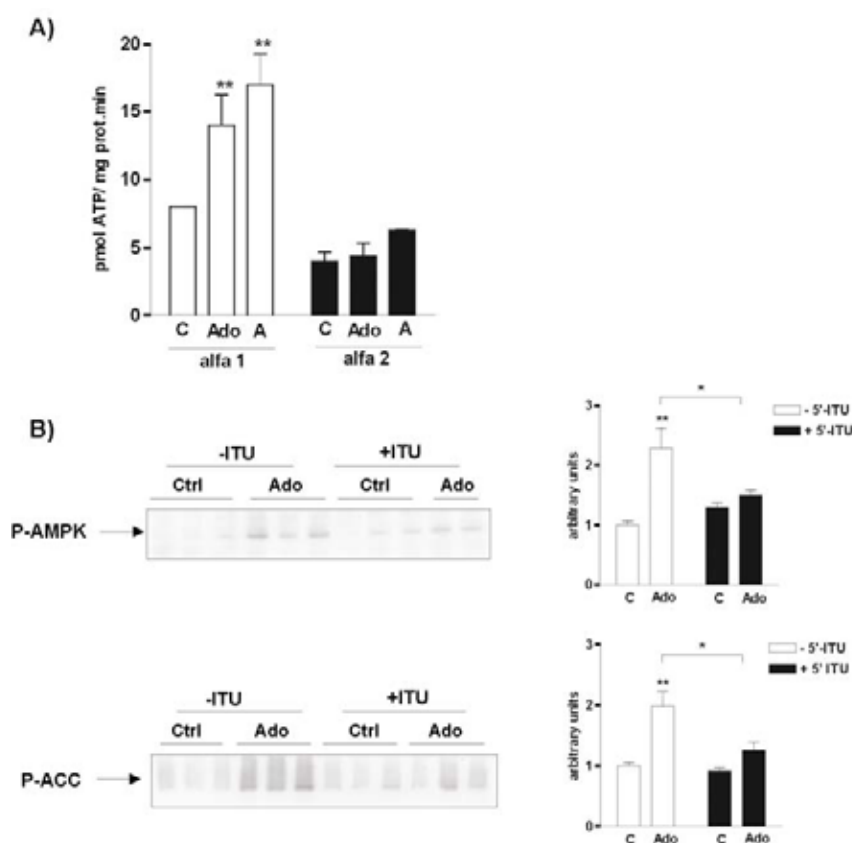 A)
pmol ATP/ mg prot.min
20
15
10
5
0
**
**
C Ado A C Ado A
alfa 1 alfa 2
B)
-ITU +ITU
Ctrl Ado Ctrl Ado
P-AMPK
arbitrary units
3
2
1
0
*
**
- 5'-ITU
+ 5'-ITU
C Ado C Ado
-ITU +ITU
Ctrl Ado Ctrl Ado
P-ACC
arbitrary units
3
2
1
0
*
**
- 5'-ITU
+ 5' ITU
C Ado C Ado